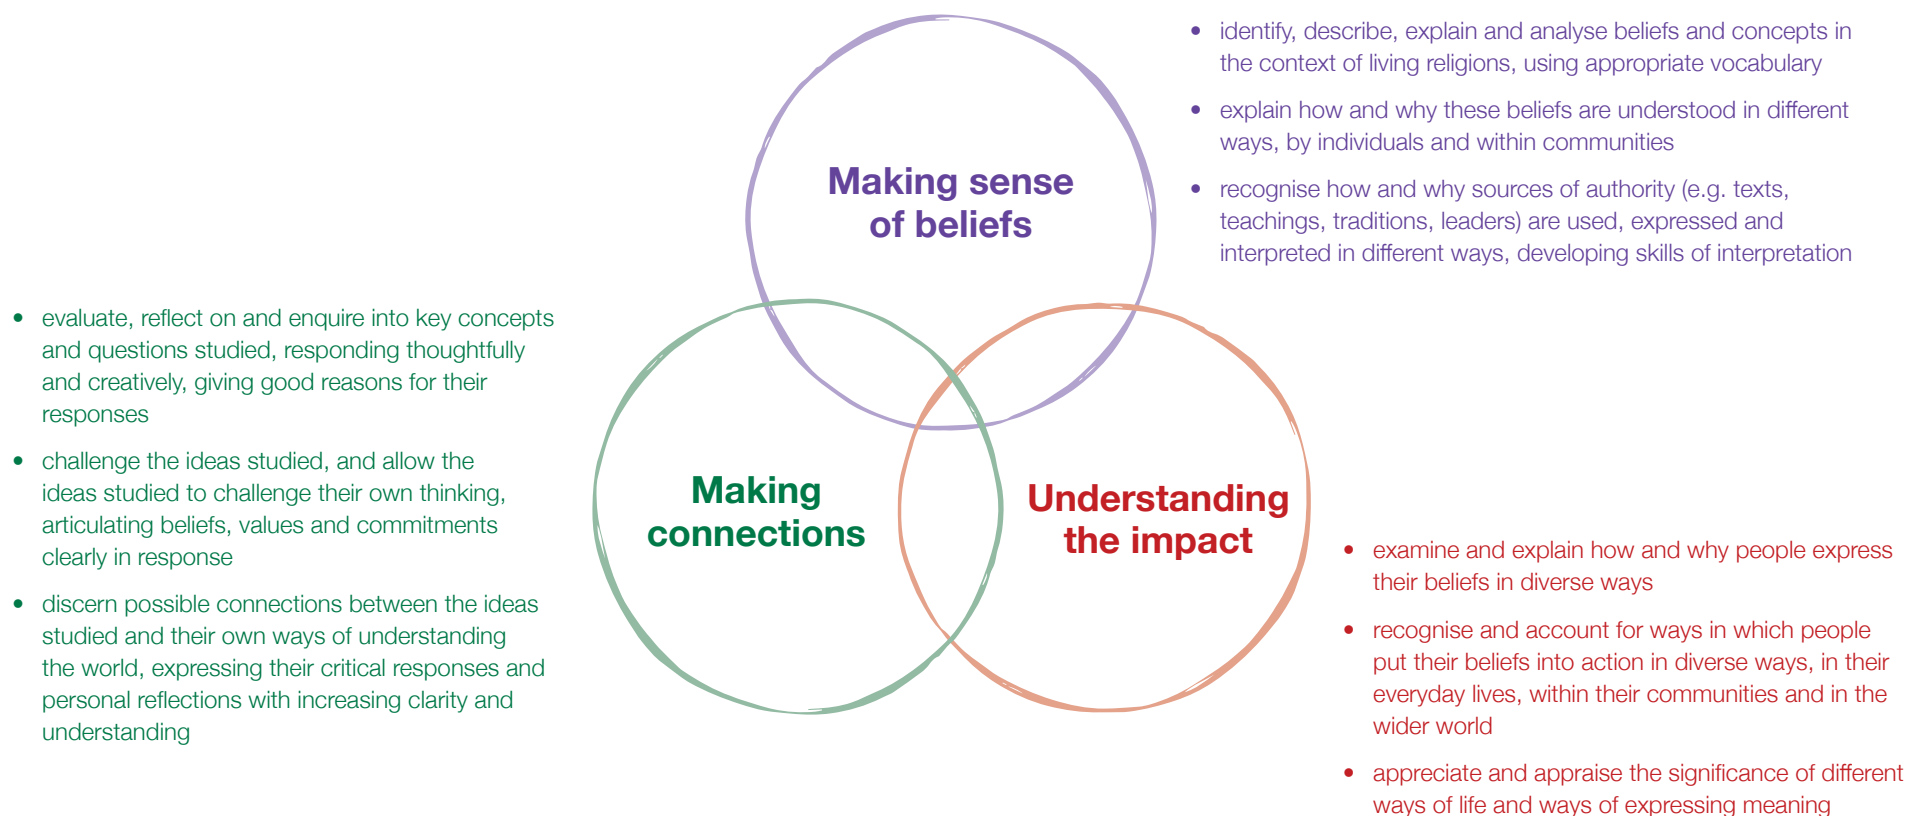 • identify, describe, explain and analyse beliefs and concepts in
the context of living religions, using appropriate vocabulary
• explain how and why these beliefs are understood in different
ways, by individuals and within communities
• recognise how and why sources of authority (e.g. texts,
teachings, traditions, leaders) are used, expressed and
interpreted in different ways, developing skills of interpretation
Making sense
of beliefs
• evaluate, reflect on and enquire into key concepts
and questions studied, responding thoughtfully
and creatively, giving good reasons for their
responses
• challenge the ideas studied, and allow the
ideas studied to challenge their own thinking,
articulating beliefs, values and commitments
clearly in response
• discern possible connections between the ideas
studied and their own ways of understanding
the world, expressing their critical responses and
personal reflections with increasing clarity and
understanding
Making
connections
Understanding
the impact
• examine and explain how and why people express
their beliefs in diverse ways
• recognise and account for ways in which people
put their beliefs into action in diverse ways, in their
everyday lives, within their communities and in the
wider world
• appreciate and appraise the significance of different
ways of life and ways of expressing meaning